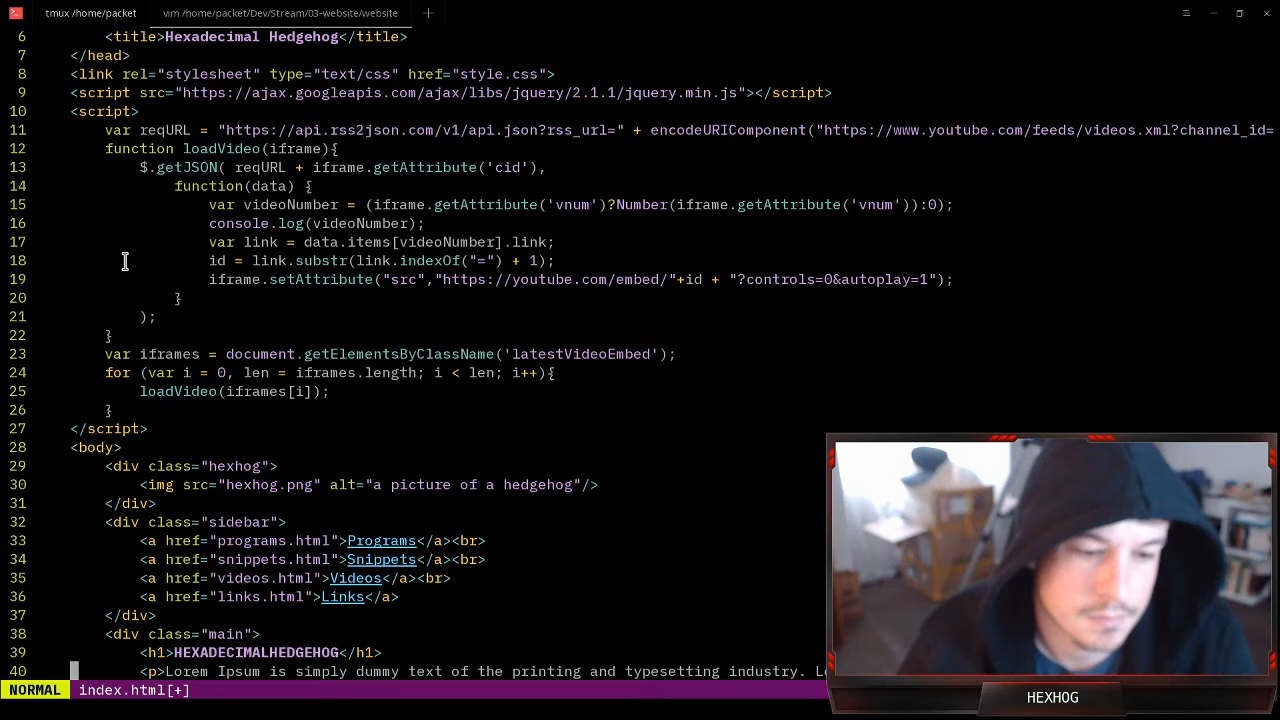 tmux /home/packet
vim /home/packet/Dev/Stream/03-website/website
6 <title>Hexadecimal Hedgehog</title>
7 </head>
8 <link rel="stylesheet" type="text/css" href="style.css">
9 <script src="https://ajax.googleapis.com/ajax/libs/jquery/2.1.1/jquery.min.js"></script>
10 <script>
11 var reqURL = "https://api.rss2json.com/v1/api.json?rss_url=" + encodeURIComponent("https://www.youtube.com/feeds/videos.xml?channel_id=
12 function loadVideo(iframe){
13 $.getJSON( reqURL + iframe.getAttribute('cid'),
14 function(data) {
15 var videoNumber = (iframe.getAttribute('vnum')?Number(iframe.getAttribute('vnum')):0);
16 console.log(videoNumber);
17 var link = data.items[videoNumber].link;
18 id = link.substr(link.indexOf("=") + 1);
19 iframe.setAttribute("src","https://youtube.com/embed/"+id + "?controls=0&autoplay=1");
20 }
21 );
22 }
23 var iframes = document.getElementsByClassName('latestVideoEmbed');
24 for (var i = 0, len = iframes.length; i < len; i++){
25 loadVideo(iframes[i]);
26 }
27 </script>
28 <body>
29 <div class="hexhog">
30 <img src="hexhog.png" alt="a picture of a hedgehog"/>
31 </div>
32 <div class="sidebar">
33 <a href="programs.html">Programs</a><br>
34 <a href="snippets.html">Snippets</a><br>
35 <a href="videos.html">Videos</a><br>
36 <a href="links.html">Links</a>
37 </div>
38 <div class="main">
39 <h1>HEXADECIMALHEDGEHOG</h1>
40 <p>Lorem Ipsum is simply dummy text of the printing and typesetting industry.
NORMAL index.html[+]
HEXHOG